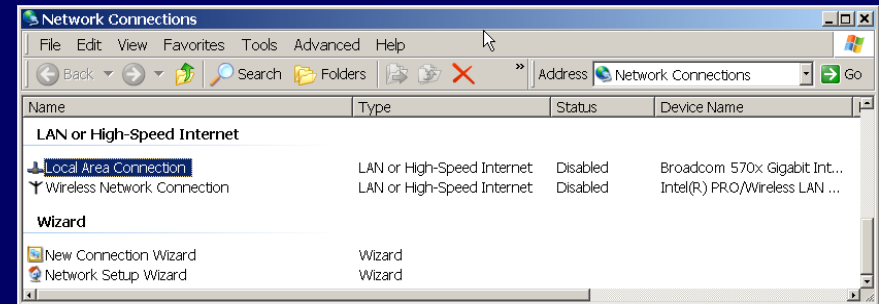 Network Connections
File Edit View Favorites Tools Advanced Help
Back Search Folders » Address Network Connections Go
Name Type Status Device Name
LAN or High-Speed Internet
Local Area Connection LAN or High-Speed Internet Disabled Broadcom 570x Gigabit Int...
Wireless Network Connection LAN or High-Speed Internet Disabled Intel(R) PRO/Wireless LAN ...
Wizard
New Connection Wizard Wizard
Network Setup Wizard Wizard